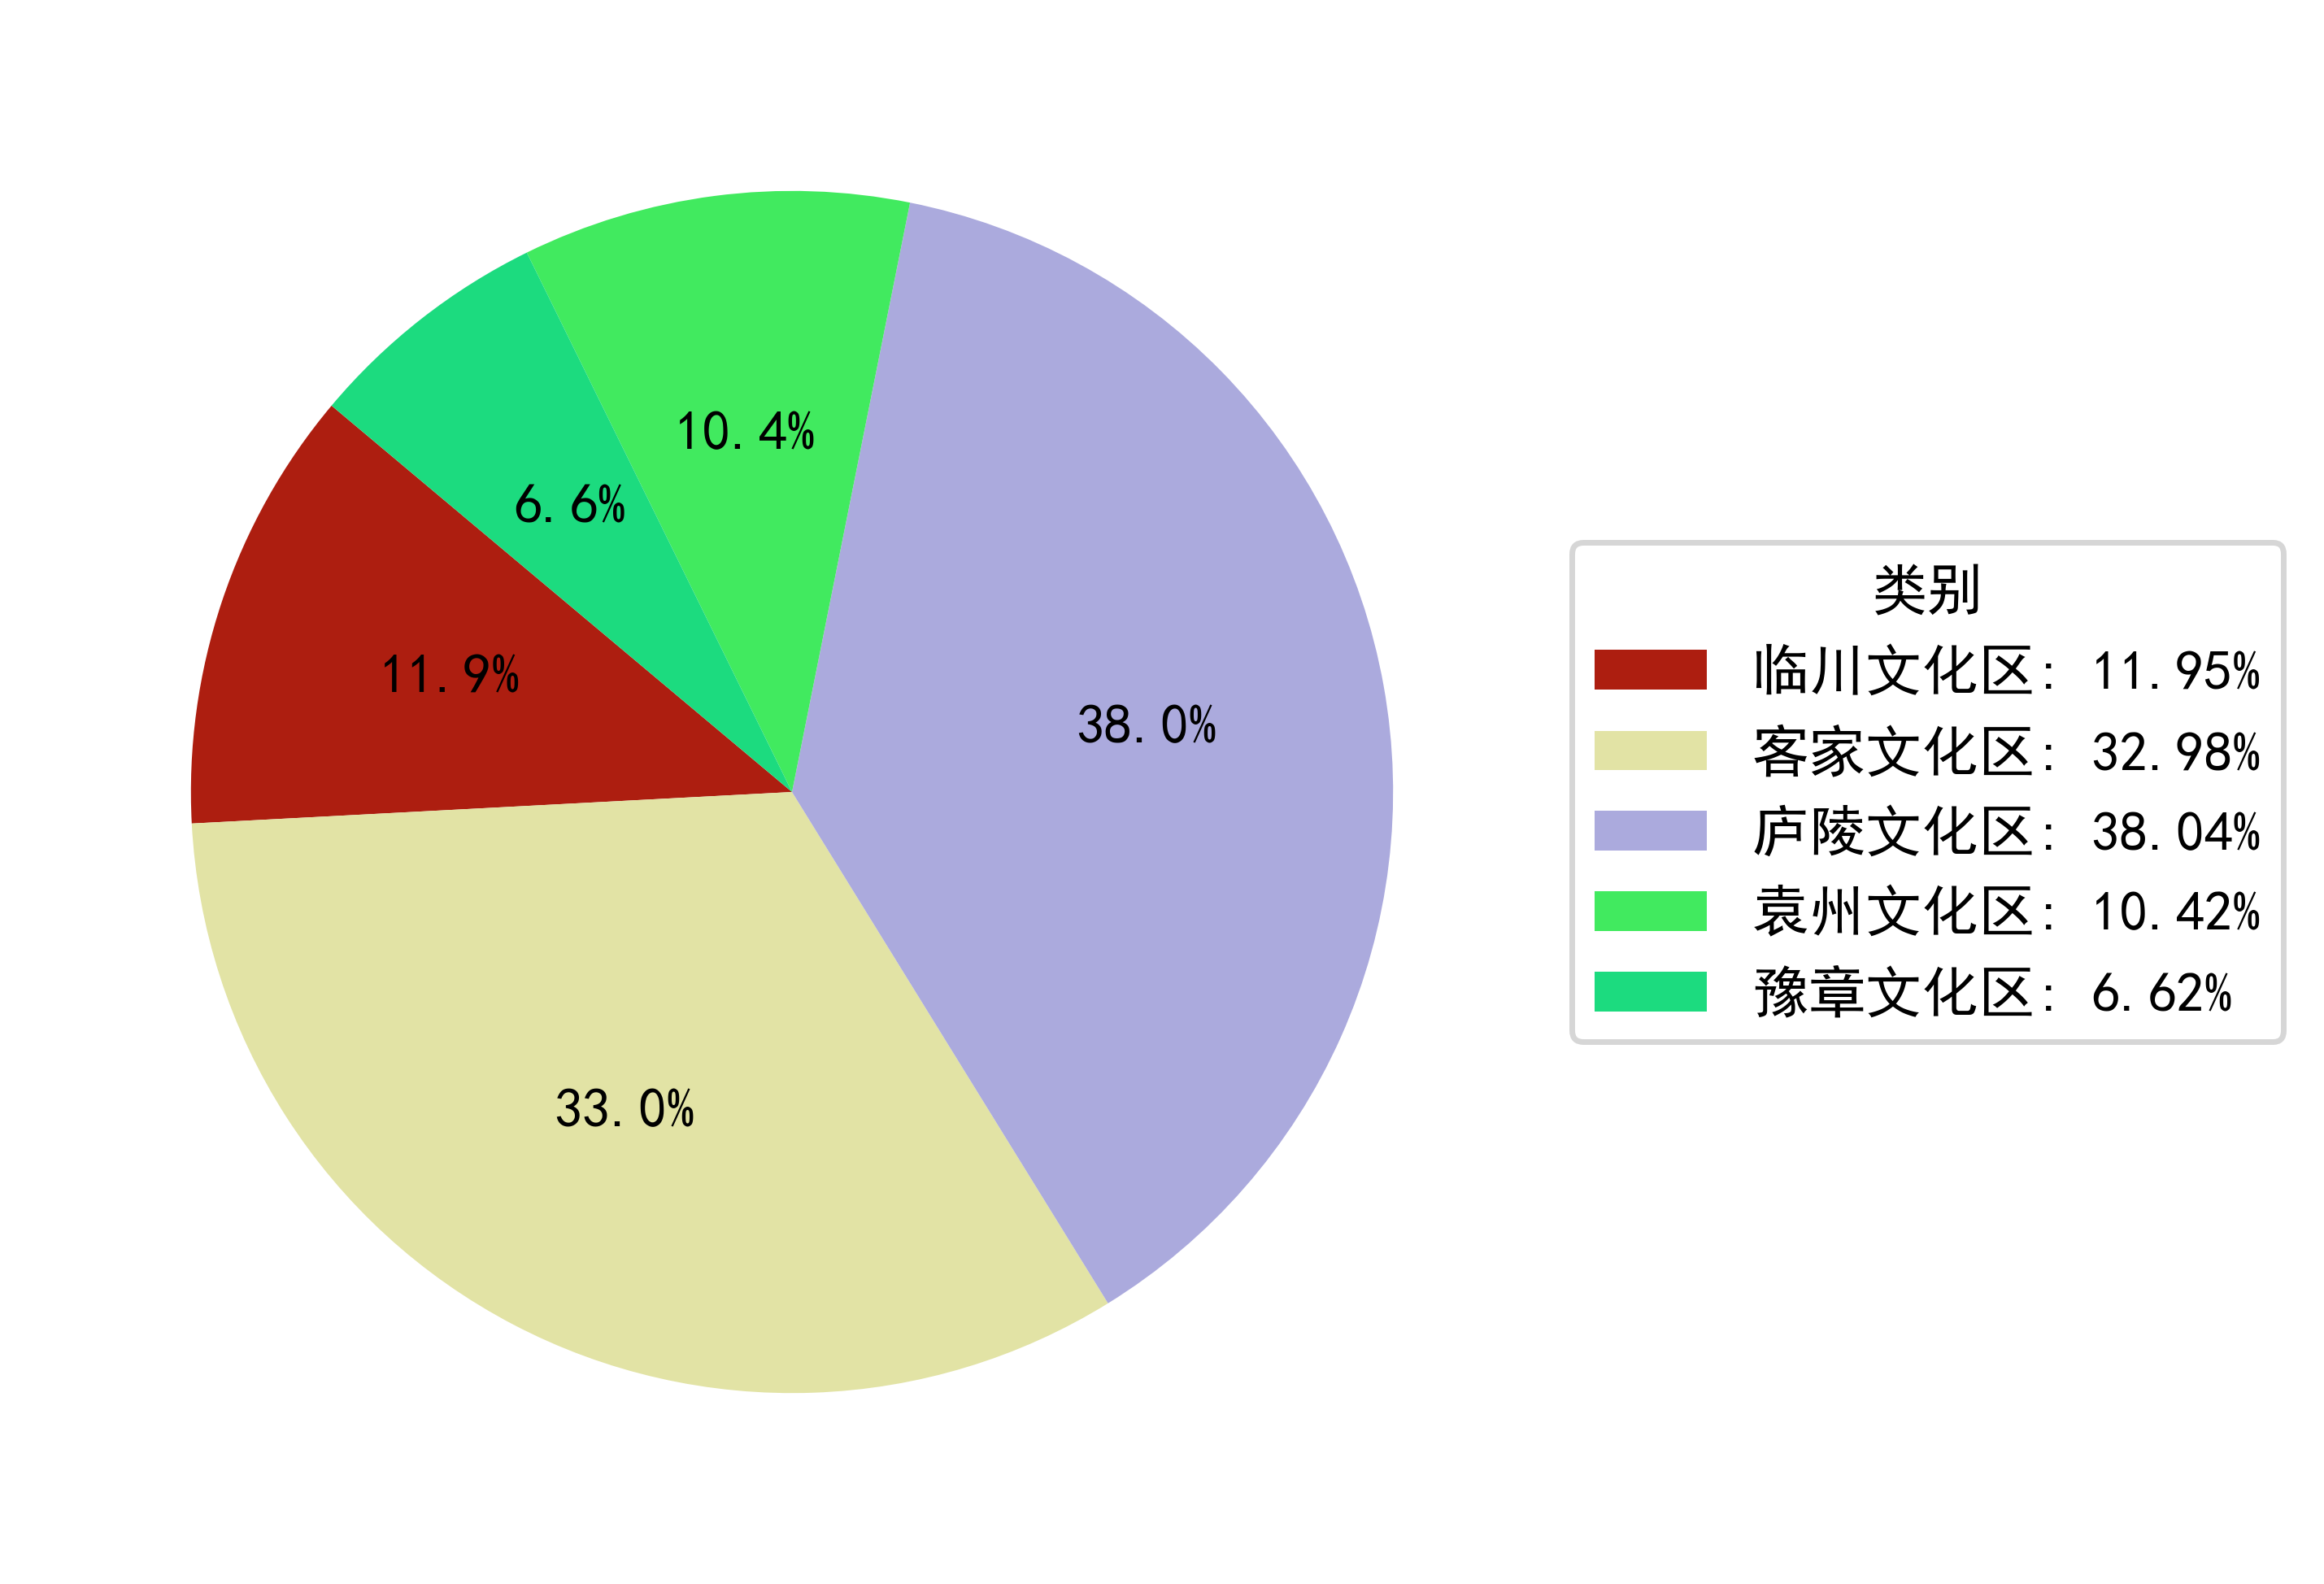 10.4%
6.6%
11.9%
38.0%
33.0%
类别
临川文化区: 11.95%
客家文化区: 32.98%
庐陵文化区: 38.04%
袁州文化区: 10.42%
豫章文化区: 6.62%